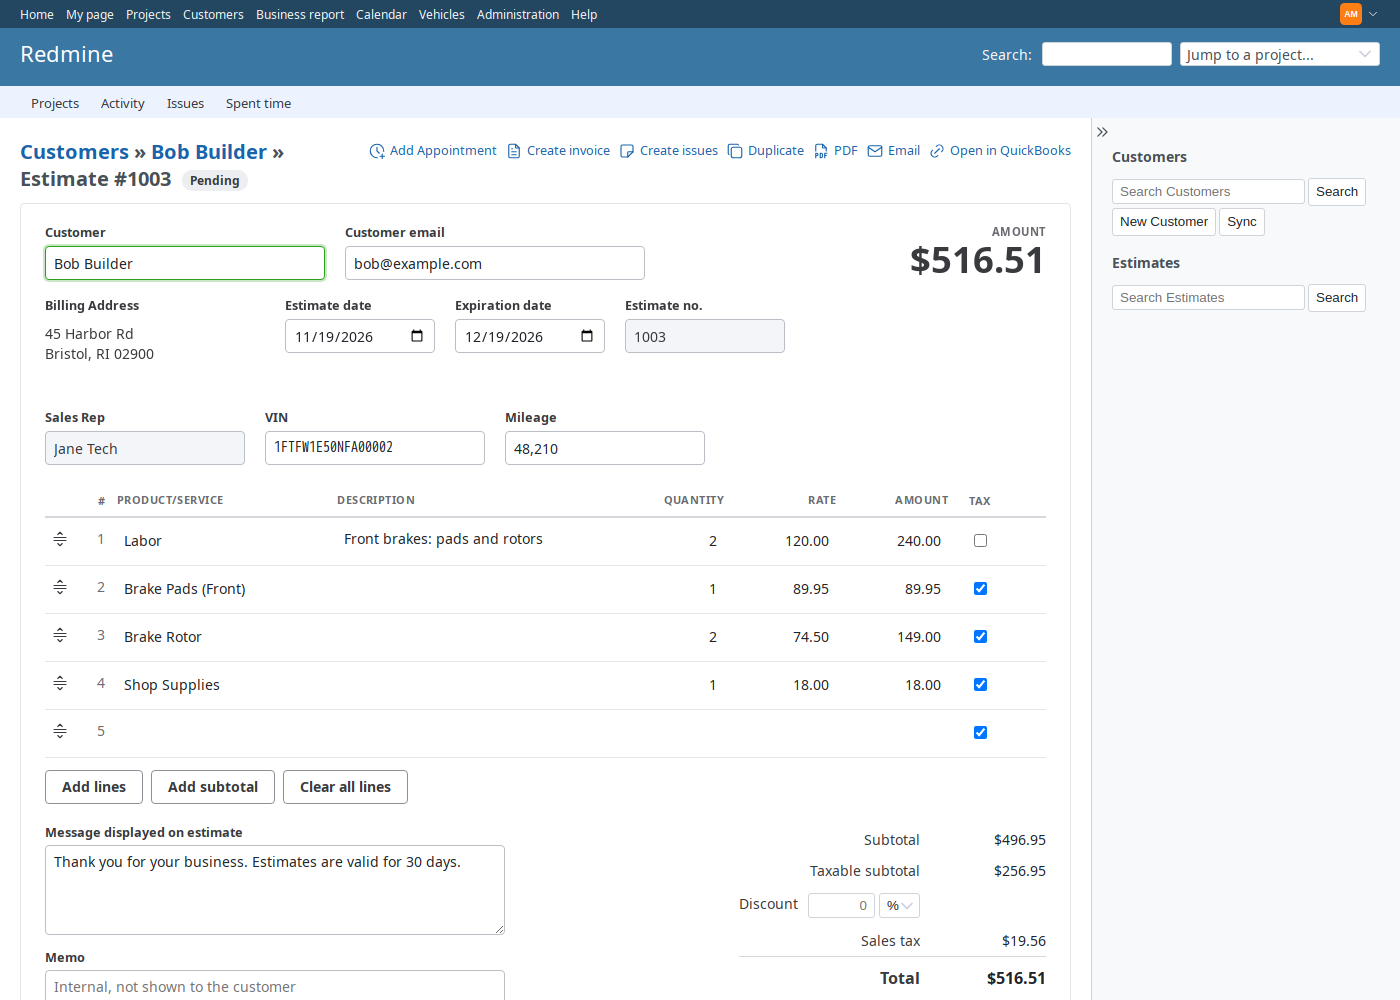 Home My page Projects Customers Business report Calendar Vehicles Administration Help AM
Redmine Search: Jump to a project...
Projects Activity Issues Spent time
Customers » Bob Builder »
Estimate #1003 Pending
Add Appointment Create invoice Create issues Duplicate PDF Email Open in QuickBooks
Customer Customer email AMOUNT
Bob Builder bob@example.com $516.51
Billing Address Estimate date Expiration date Estimate no.
45 Harbor Rd 11/19/2026 12/19/2026 1003
Bristol, RI 02900
Sales Rep VIN Mileage
Jane Tech 1FTFW1E50NFA00002 48,210
# PRODUCT/SERVICE DESCRIPTION QUANTITY RATE AMOUNT TAX
1 Labor Front brakes: pads and rotors 2 120.00 240.00
2 Brake Pads (Front) 1 89.95 89.95
3 Brake Rotor 2 74.50 149.00
4 Shop Supplies 1 18.00 18.00
5
Add lines Add subtotal Clear all lines
Message displayed on estimate
Thank you for your business. Estimates are valid for 30 days.
Memo
Internal, not shown to the customer
Subtotal $496.95
Taxable subtotal $256.95
Discount 0 %
Sales tax $19.56
Total $516.51
Customers
Search Customers Search
New Customer Sync
Estimates
Search Estimates Search